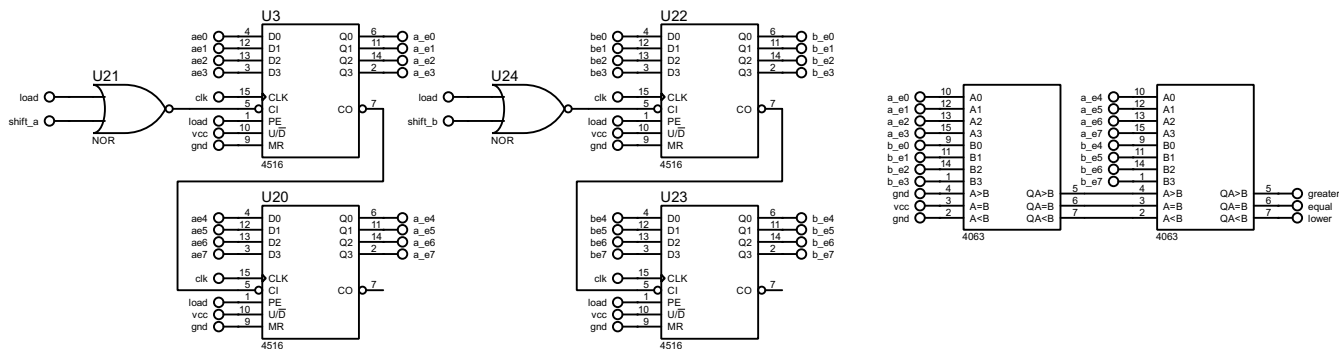 U3
ae0 4 D0 Q0 6 a_e0
ae1 12 D1 Q1 11 a_e1
ae2 13 D2 Q2 14 a_e2
ae3 3 D3 Q3 2 a_e3
clk 15 CLK
5 CI CO 7
load 1 PE
vcc 10 U/D
gnd 9 MR
4516
U21
load
shift_a
NOR
U20
ae4 4 D0 Q0 6 a_e4
ae5 12 D1 Q1 11 a_e5
ae6 13 D2 Q2 14 a_e6
ae7 3 D3 Q3 2 a_e7
clk 15 CLK
5 CI CO 7
load 1 PE
vcc 10 U/D
gnd 9 MR
4516
U22
be0 4 D0 Q0 6 b_e0
be1 12 D1 Q1 11 b_e1
be2 13 D2 Q2 14 b_e2
be3 3 D3 Q3 2 b_e3
clk 15 CLK
5 CI CO 7
load 1 PE
vcc 10 U/D
gnd 9 MR
4516
U24
load
shift_b
NOR
U23
be4 4 D0 Q0 6 b_e4
be5 12 D1 Q1 11 b_e5
be6 13 D2 Q2 14 b_e6
be7 3 D3 Q3 2 b_e7
clk 15 CLK
5 CI CO 7
load 1 PE
vcc 10 U/D
gnd 9 MR
4516
a_e0 10 A0
a_e1 12 A1
a_e2 13 A2
a_e3 15 A3
b_e0 9 B0
b_e1 11 B1
b_e2 14 B2
b_e3 1 B3
gnd 4 A>B QA>B 5
vcc 3 A=B QA=B 6
gnd 2 A<B QA<B 7
4063
a_e4 10 A0
a_e5 12 A1
a_e6 13 A2
a_e7 15 A3
b_e4 9 B0
b_e5 11 B1
b_e6 14 B2
b_e7 1 B3
4 A>B QA>B 5 greater
3 A=B QA=B 6 equal
2 A<B QA<B 7 lower
4063